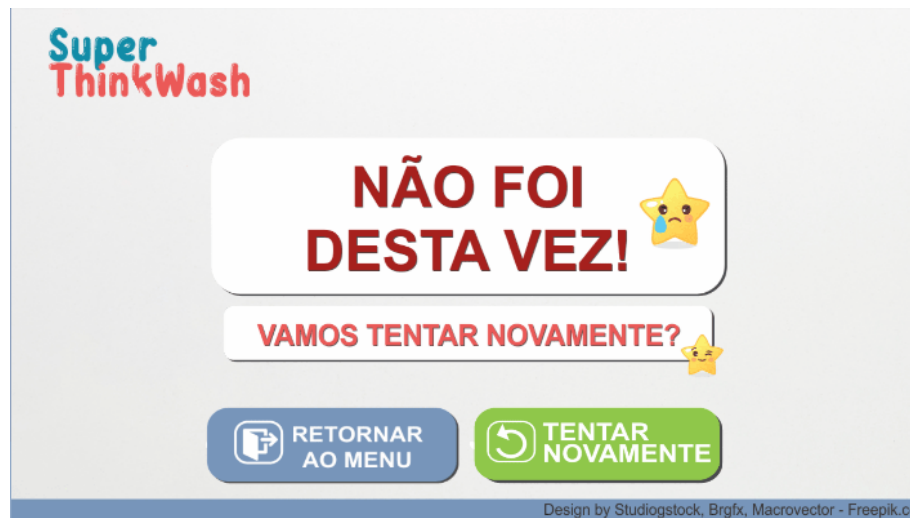 Super
ThinkWash
NÃO FOI
DESTA VEZ!
VAMOS TENTAR NOVAMENTE?
RETORNAR
AO MENU
TENTAR
NOVAMENTE
Design by Studiogstock, Brgfx, Macrovector - Freepik.c